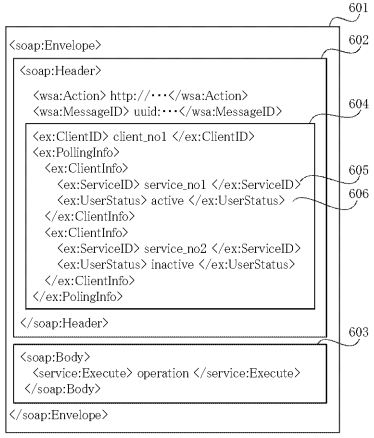 601
<soap:Envelope>
602
<soap:Header>
<wsa:Action> http://･･･</wsa:Action>
<wsa:MessageID> uuid:･･･</wsa:MessageID>
604
<ex:ClientID> client_no1 </ex:ClientID>
<ex:PollingInfo>
<ex:ClientInfo>
<ex:ServiceID> service_no1 </ex:ServiceID>
605
<ex:UserStatus> active </ex:UserStatus>
606
</ex:ClientInfo>
<ex:ClientInfo>
<ex:ServiceID> service_no2 </ex:ServiceID>
<ex:UserStatus> inactive </ex:UserStatus>
</ex:ClientInfo>
</ex:PolingInfo>
</soap:Header>
603
<soap:Body>
<service:Execute> operation </service:Execute>
</soap:Body>
</soap:Envelope>